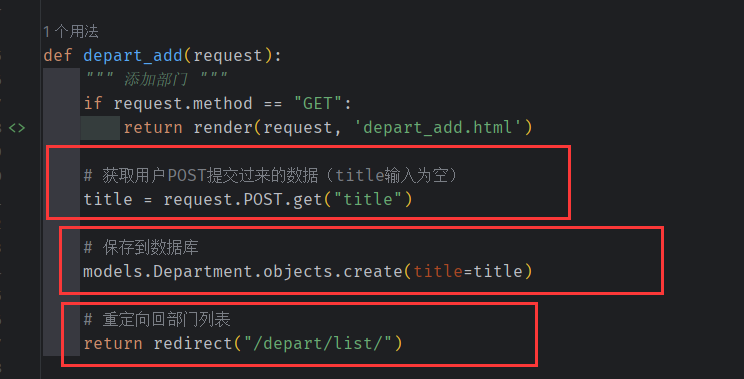 1 个用法
def depart_add(request):
""" 添加部门 """
if request.method == "GET":
return render(request, 'depart_add.html')
# 获取用户POST提交过来的数据（title输入为空）
title = request.POST.get("title")
# 保存到数据库
models.Department.objects.create(title=title)
# 重定向回部门列表
return redirect("/depart/list/")